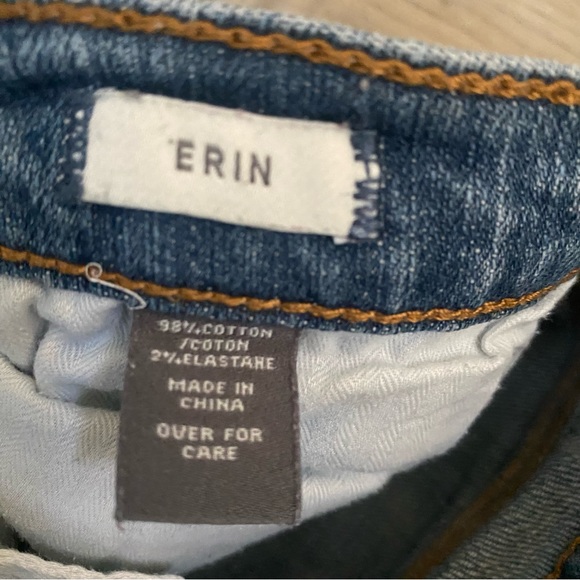 ERIN
98%COTTON
/COTON
2%ELASTANE
MADE IN
CHINA
OVER FOR
CARE